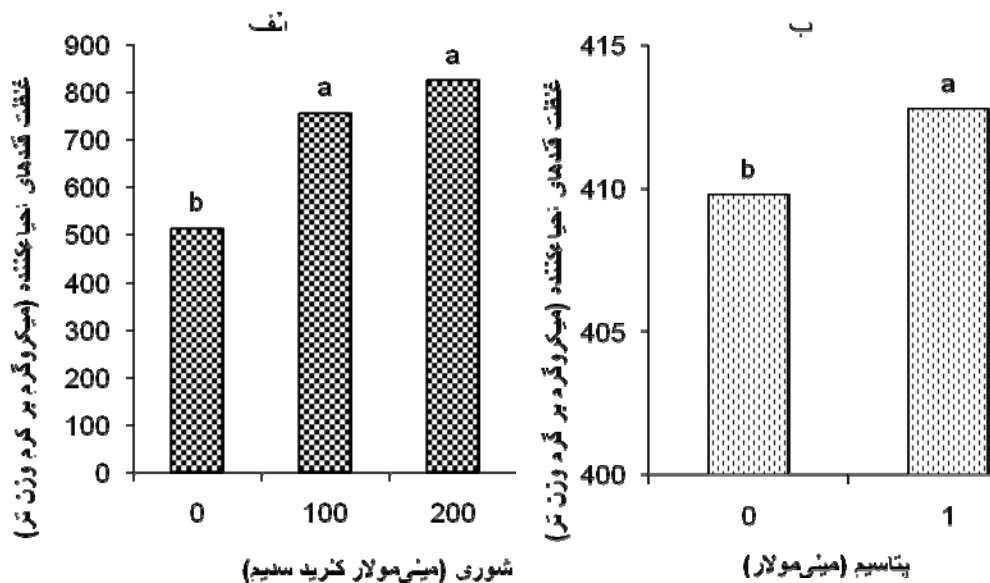 الف
غلظت قندهای احیاءکننده (میکروگرم بر گرم وزن تر)
900
800
700
600
500
400
300
200
100
0
b
a
a
0 100 200
شوری (میلی‌مولار کلرید سدیم)
ب
غلظت قندهای احیاءکننده (میکروگرم بر گرم وزن تر)
415
410
405
400
b
a
0 1
پتاسیم (میلی‌مولار)